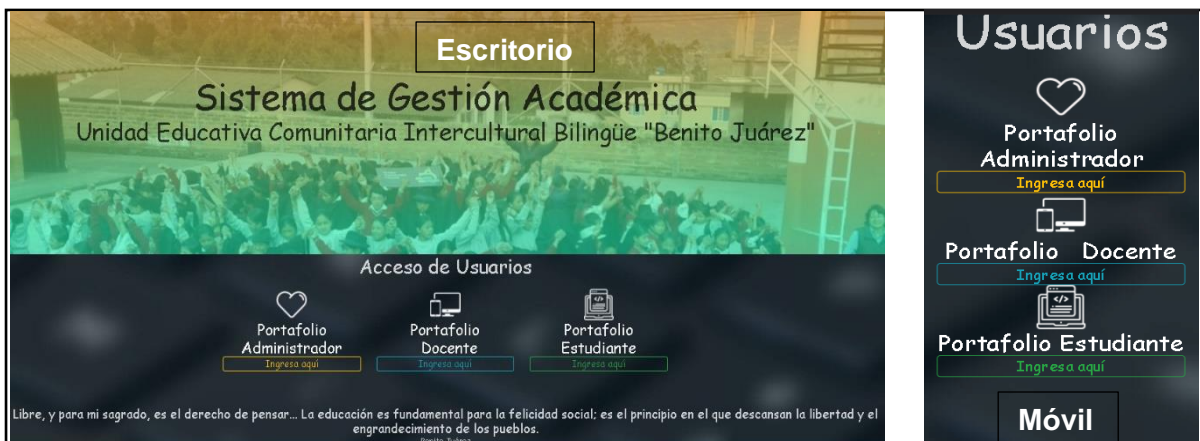 Escritorio
Sistema de Gestión Académica
Unidad Educativa Comunitaria Intercultural Bilingüe "Benito Juárez"
Acceso de Usuarios
Portafolio
Administrador
Ingresa aquí
Portafolio
Docente
Ingresa aquí
Portafolio
Estudiante
Ingresa aquí
Libre, y para mi sagrado, es el derecho de pensar... La educación es fundamental para la felicidad social; es el principio en el que descansan la libertad y el
engrandecimiento de los pueblos.
Benito Juárez
Usuarios
Portafolio
Administrador
Ingresa aquí
Portafolio Docente
Ingresa aquí
Portafolio Estudiante
Ingresa aquí
Móvil